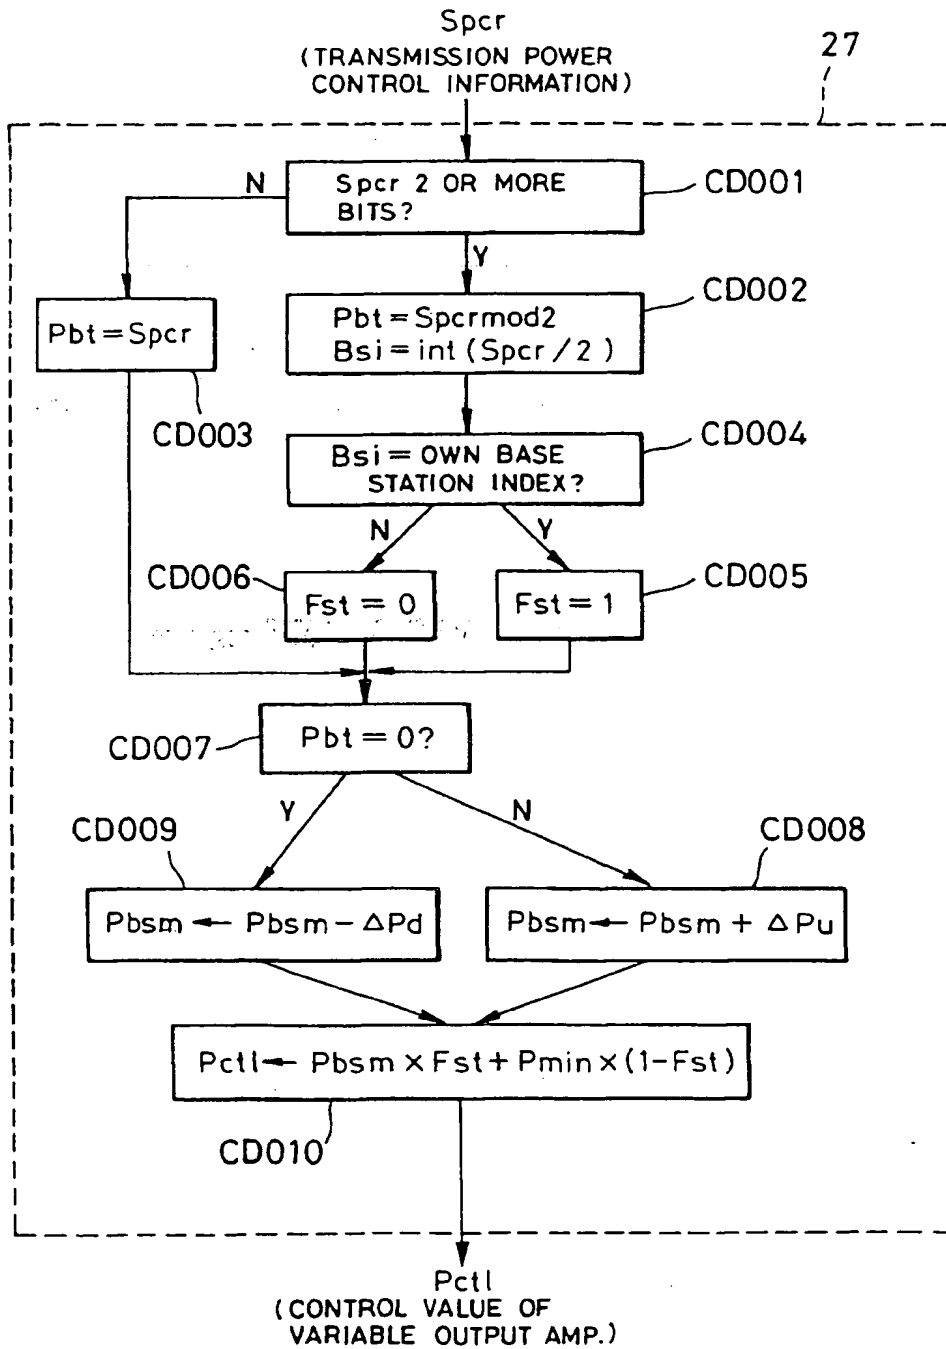 Spcr
(TRANSMISSION POWER
CONTROL INFORMATION)
27
N
Spcr 2 OR MORE
BITS?
CD001
Y
CD002
Pbt=Spcrmod2
Bsi=int(Spcr/2)
Pbt=Spcr
CD003
CD004
Bsi=OWN BASE
STATION INDEX?
N
Y
CD006
CD005
Fst = 0
Fst = 1
CD007
Pbt = 0?
Y
N
CD009
CD008
Pbsm ← Pbsm - ΔPd
Pbsm ← Pbsm + ΔPu
Pctl ← Pbsm × Fst + Pmin × (1-Fst)
CD010
Pctl
(CONTROL VALUE OF
VARIABLE OUTPUT AMP.)